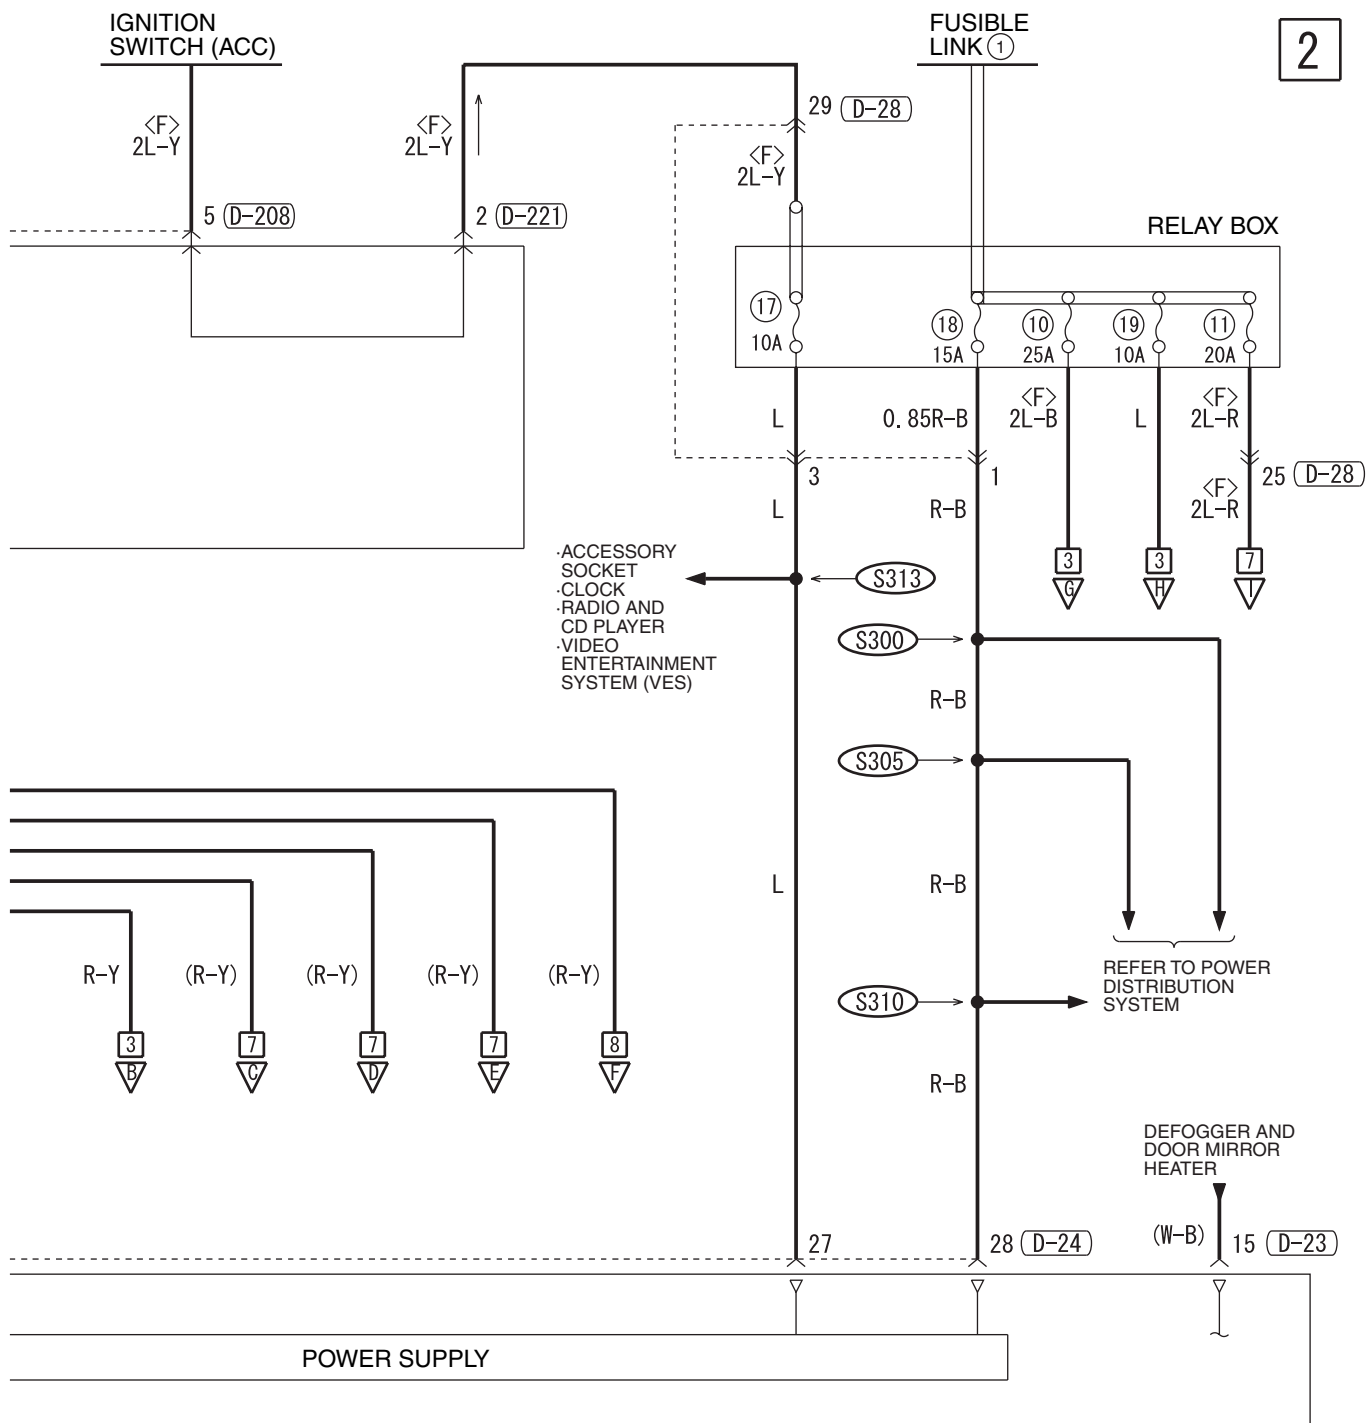 IGNITION
SWITCH (ACC)
FUSIBLE
LINK ①
2
<F>
2L-Y
<F>
2L-Y
29 (D-28)
<F>
2L-Y
5 (D-208)
2 (D-221)
RELAY BOX
⑰
10A
⑱
15A
⑩
25A
⑲
10A
⑪
20A
L
0.85R-B
<F>
2L-B
L
<F>
2L-R
3
1
25 (D-28)
L
R-B
<F>
2L-R
·ACCESSORY
SOCKET
·CLOCK
·RADIO AND
CD PLAYER
·VIDEO
ENTERTAINMENT
SYSTEM (VES)
S313
3
G
3
H
7
I
S300
R-B
S305
L
R-B
REFER TO POWER
DISTRIBUTION
SYSTEM
R-Y
(R-Y)
(R-Y)
(R-Y)
(R-Y)
S310
3
B
7
C
7
D
7
E
8
F
R-B
DEFOGGER AND
DOOR MIRROR
HEATER
27
28 (D-24)
(W-B)
15 (D-23)
POWER SUPPLY